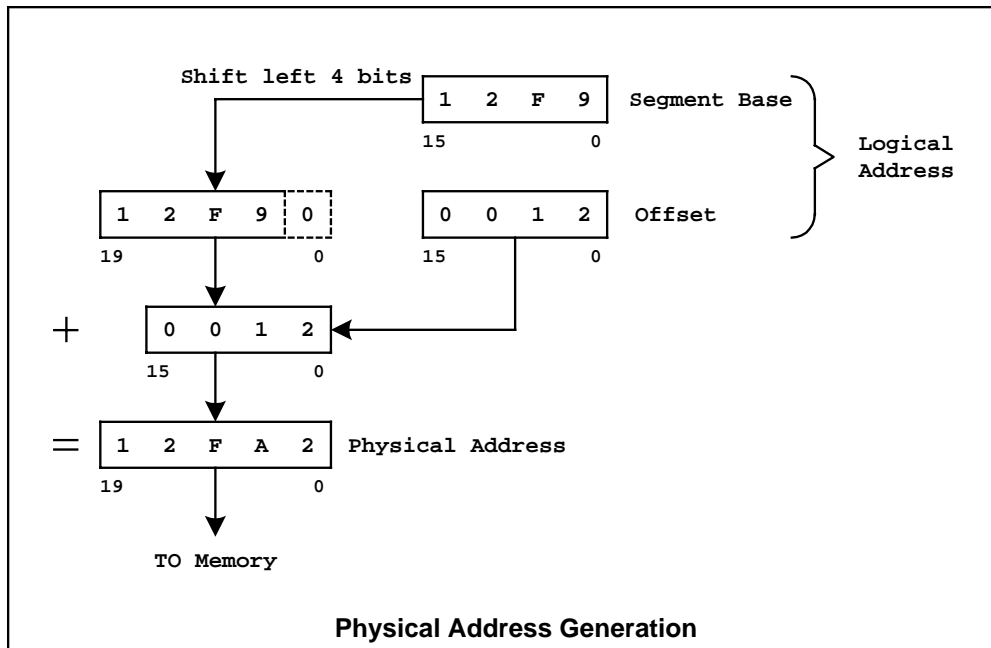 Shift left 4 bits
1 2 F 9 Segment Base
15 0
Logical
Address
1 2 F 9 0
0 0 1 2 Offset
19 0
15 0
+ 0 0 1 2
15 0
= 1 2 F A 2 Physical Address
19 0
TO Memory
Physical Address Generation